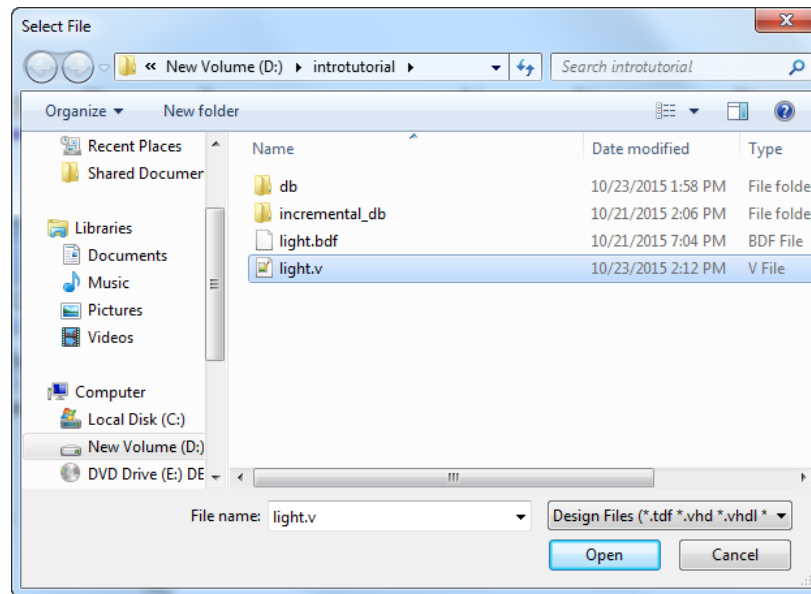 Select File
« New Volume (D:) introtutorial Search introtutorial
Organize New folder
Recent Places
Shared Documen
Libraries
Documents
Music
Pictures
Videos
Computer
Local Disk (C:)
New Volume (D:)
DVD Drive (E:) DE
Name Date modified Type
db 10/23/2015 1:58 PM File folde
incremental_db 10/21/2015 2:06 PM File folde
light.bdf 10/21/2015 7:04 PM BDF File
light.v 10/23/2015 2:12 PM V File
File name: light.v Design Files (*.tdf *.vhd *.vhdl *
Open Cancel